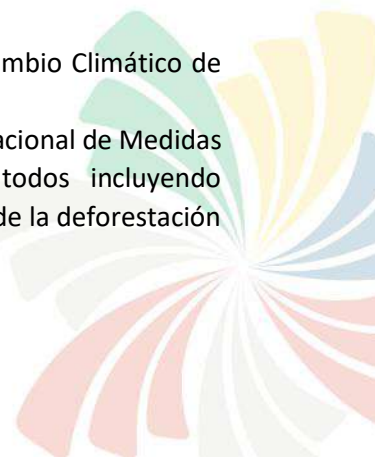 mbio Climático de
acional de Medidas
todos incluyendo
de la deforestación